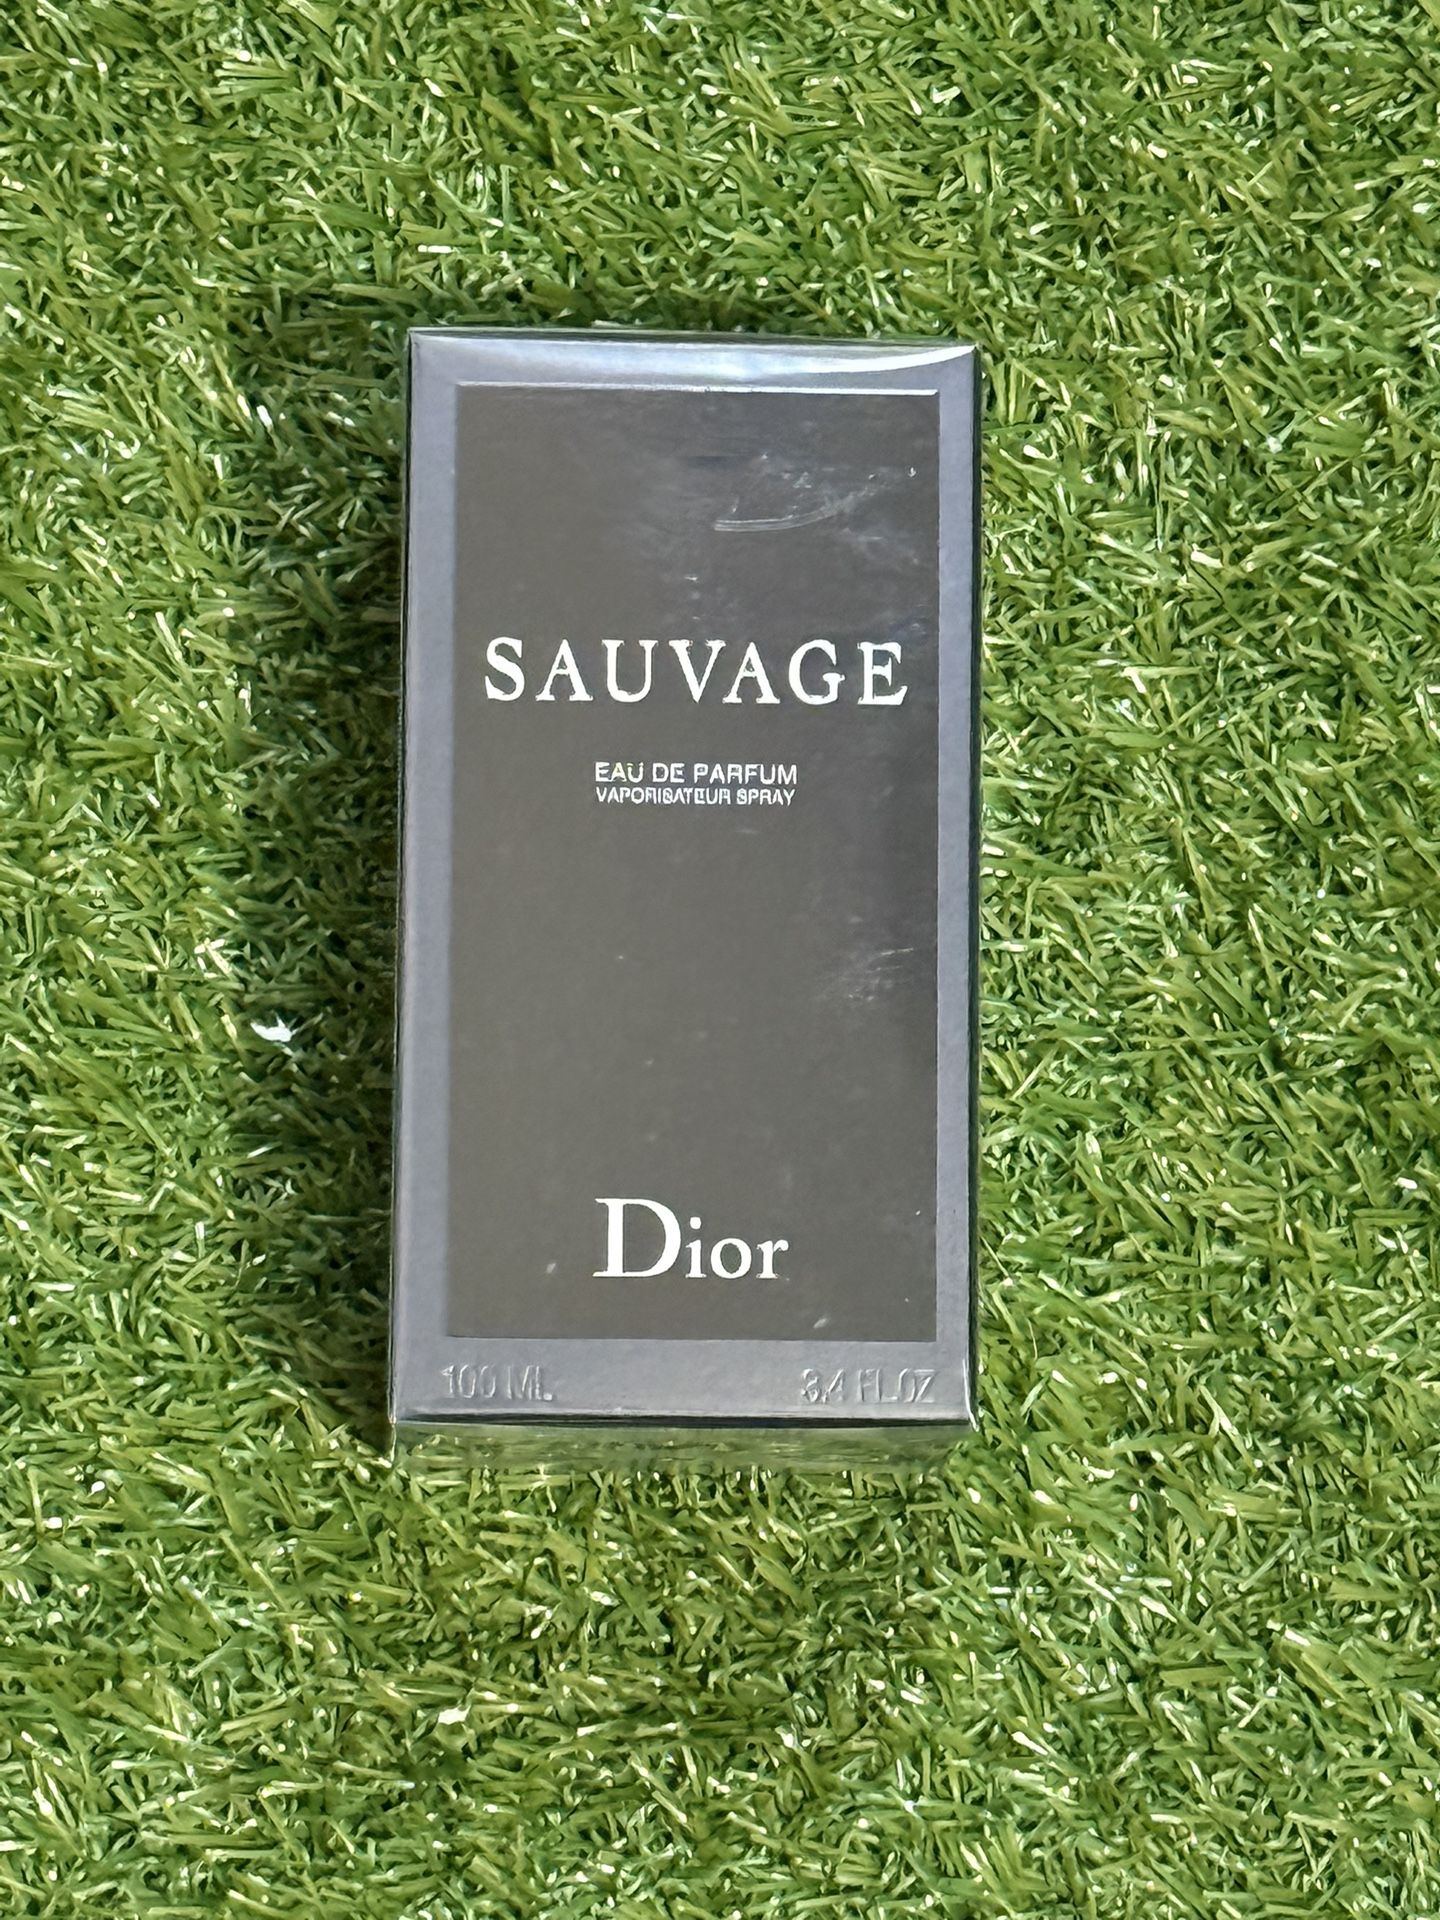 SAUVAGE
EAU DE PARFUM
VAPORISATEUR SPRAY
Dior
100 ML 3.4 FL.OZ